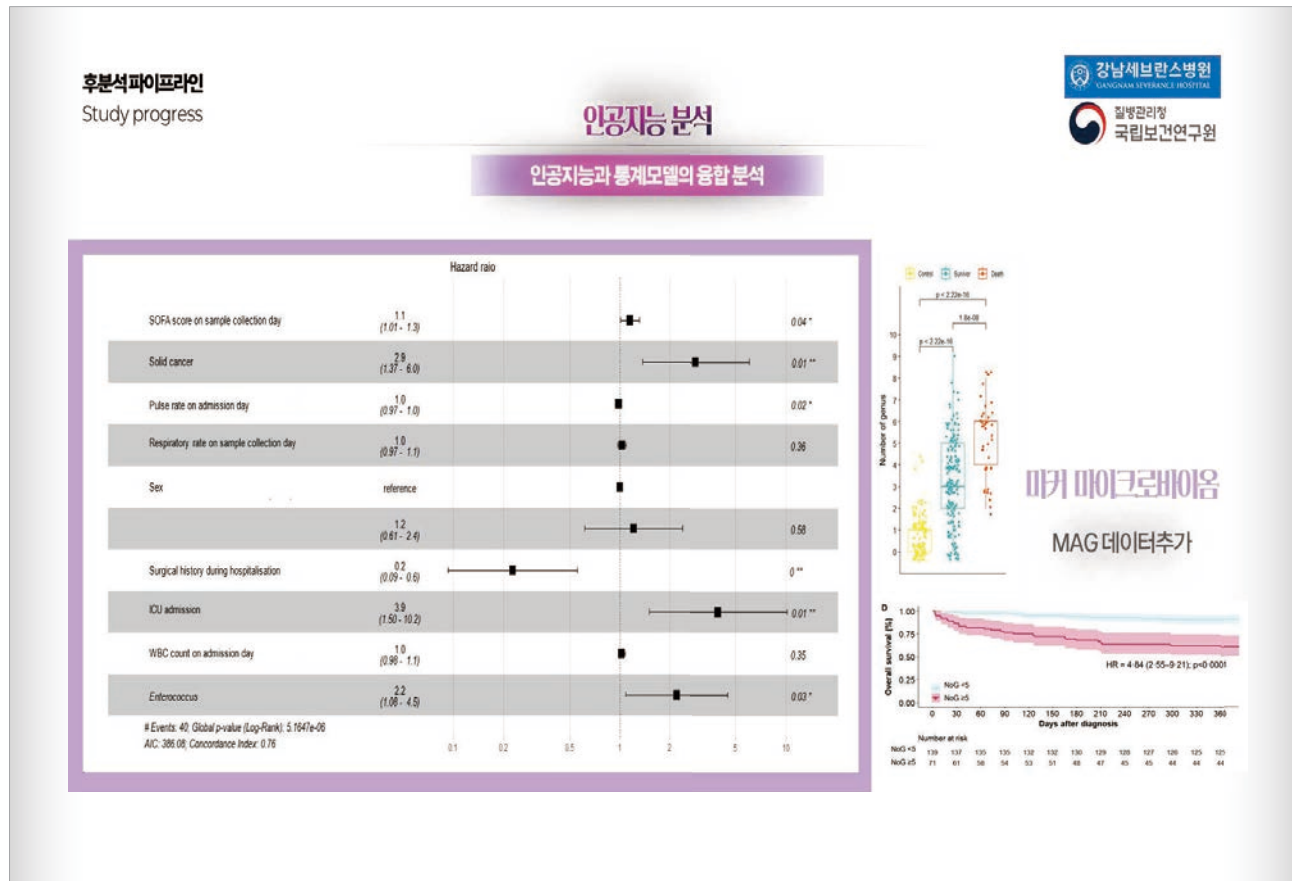 후분석파이프라인
Study progress
강남세브란스병원
GANGNAM SEVERANCE HOSPITAL
질병관리청
국립보건연구원
인공지능 분석
인공지능과 통계모델의 융합 분석
Hazard raio
SOFA score on sample collection day 1.1 (1.01 - 1.3) 0.04 *
Solid cancer 2.9 (1.37 - 6.0) 0.01 **
Pulse rate on admission day 1.0 (0.97 - 1.0) 0.02 *
Respiratory rate on sample collection day 1.0 (0.97 - 1.1) 0.36
Sex reference
1.2 (0.61 - 2.4) 0.58
Surgical history during hospitalisation 0.2 (0.09 - 0.6) 0 **
ICU admission 3.9 (1.50 - 10.2) 0.01 **
WBC count on admission day 1.0 (0.98 - 1.1) 0.35
Enterococcus 2.2 (1.08 - 4.5) 0.03 *
# Events: 40; Global p-value (Log-Rank): 5.1647e-06
AIC: 386.08; Concordance Index: 0.76
0.1 0.2 0.5 1 2 5 10
Control Survivor Death
p < 2.22e-16
1.8e-08
p < 2.22e-16
Number of genus
10
9
8
7
6
5
4
3
2
1
0
마커 마이크로바이옴
MAG 데이터추가
D
Overall survival (%)
1.00
0.75
0.50
0.25
0.00
HR = 4·84 (2·55–9·21); p<0·0001
NoG <5
NoG ≥5
0 30 60 90 120 150 180 210 240 270 300 330 360
Days after diagnosis
Number at risk
NoG <5 139 137 135 135 132 132 130 129 128 127 126 125 125
NoG ≥5 71 61 58 54 53 51 48 47 45 45 44 44 44